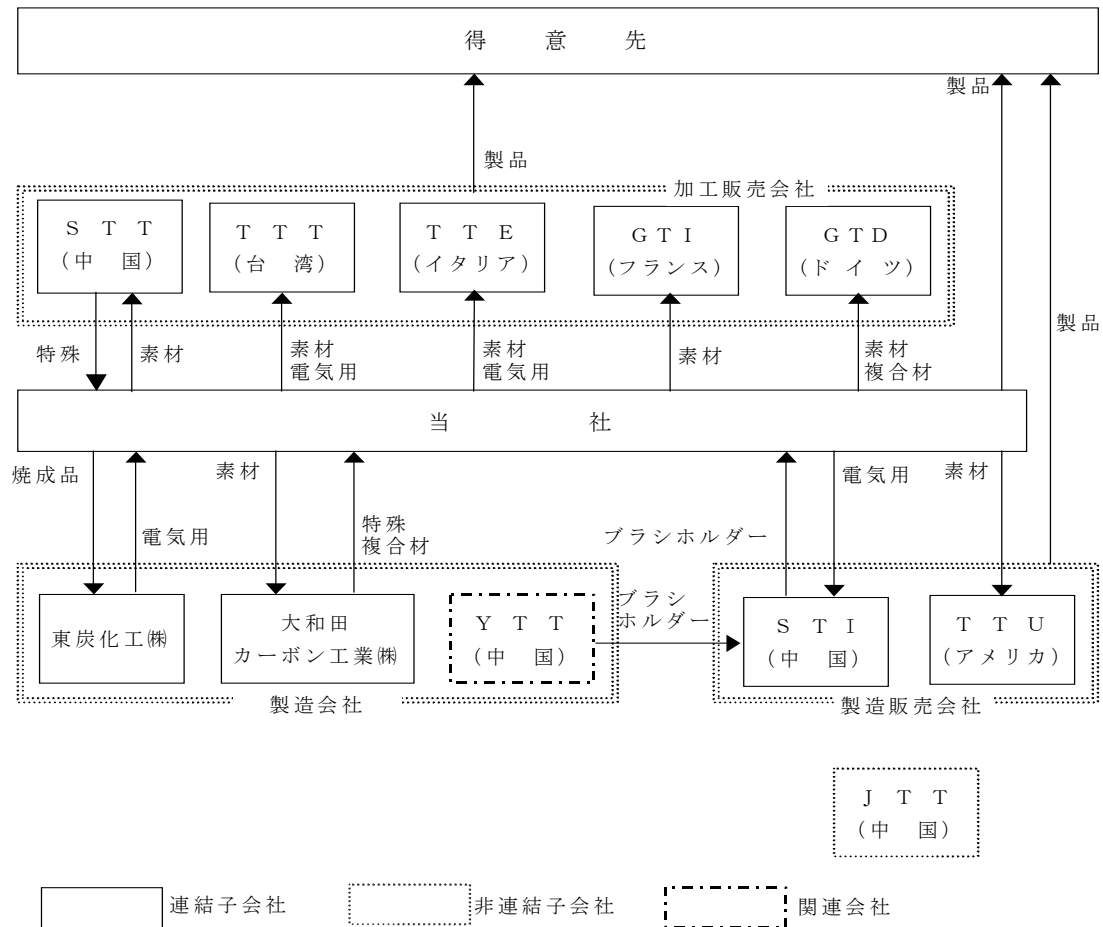 得 意 先
製品
製品
加工販売会社
S T T
(中 国)
T T T
(台 湾)
T T E
(イタリア)
G T I
(フランス)
G T D
(ドイツ)
製品
特殊
素材
素材
電気用
素材
電気用
素材
素材
複合材
当 社
焼成品
電気用
素材
特殊
複合材
ブラシホルダー
電気用
素材
東炭化工㈱
大和田
カーボン工業㈱
Y T T
(中 国)
ブラシ
ホルダー
S T I
(中 国)
T T U
(アメリカ)
製造会社
製造販売会社
J T T
(中 国)
連結子会社
非連結子会社
関連会社